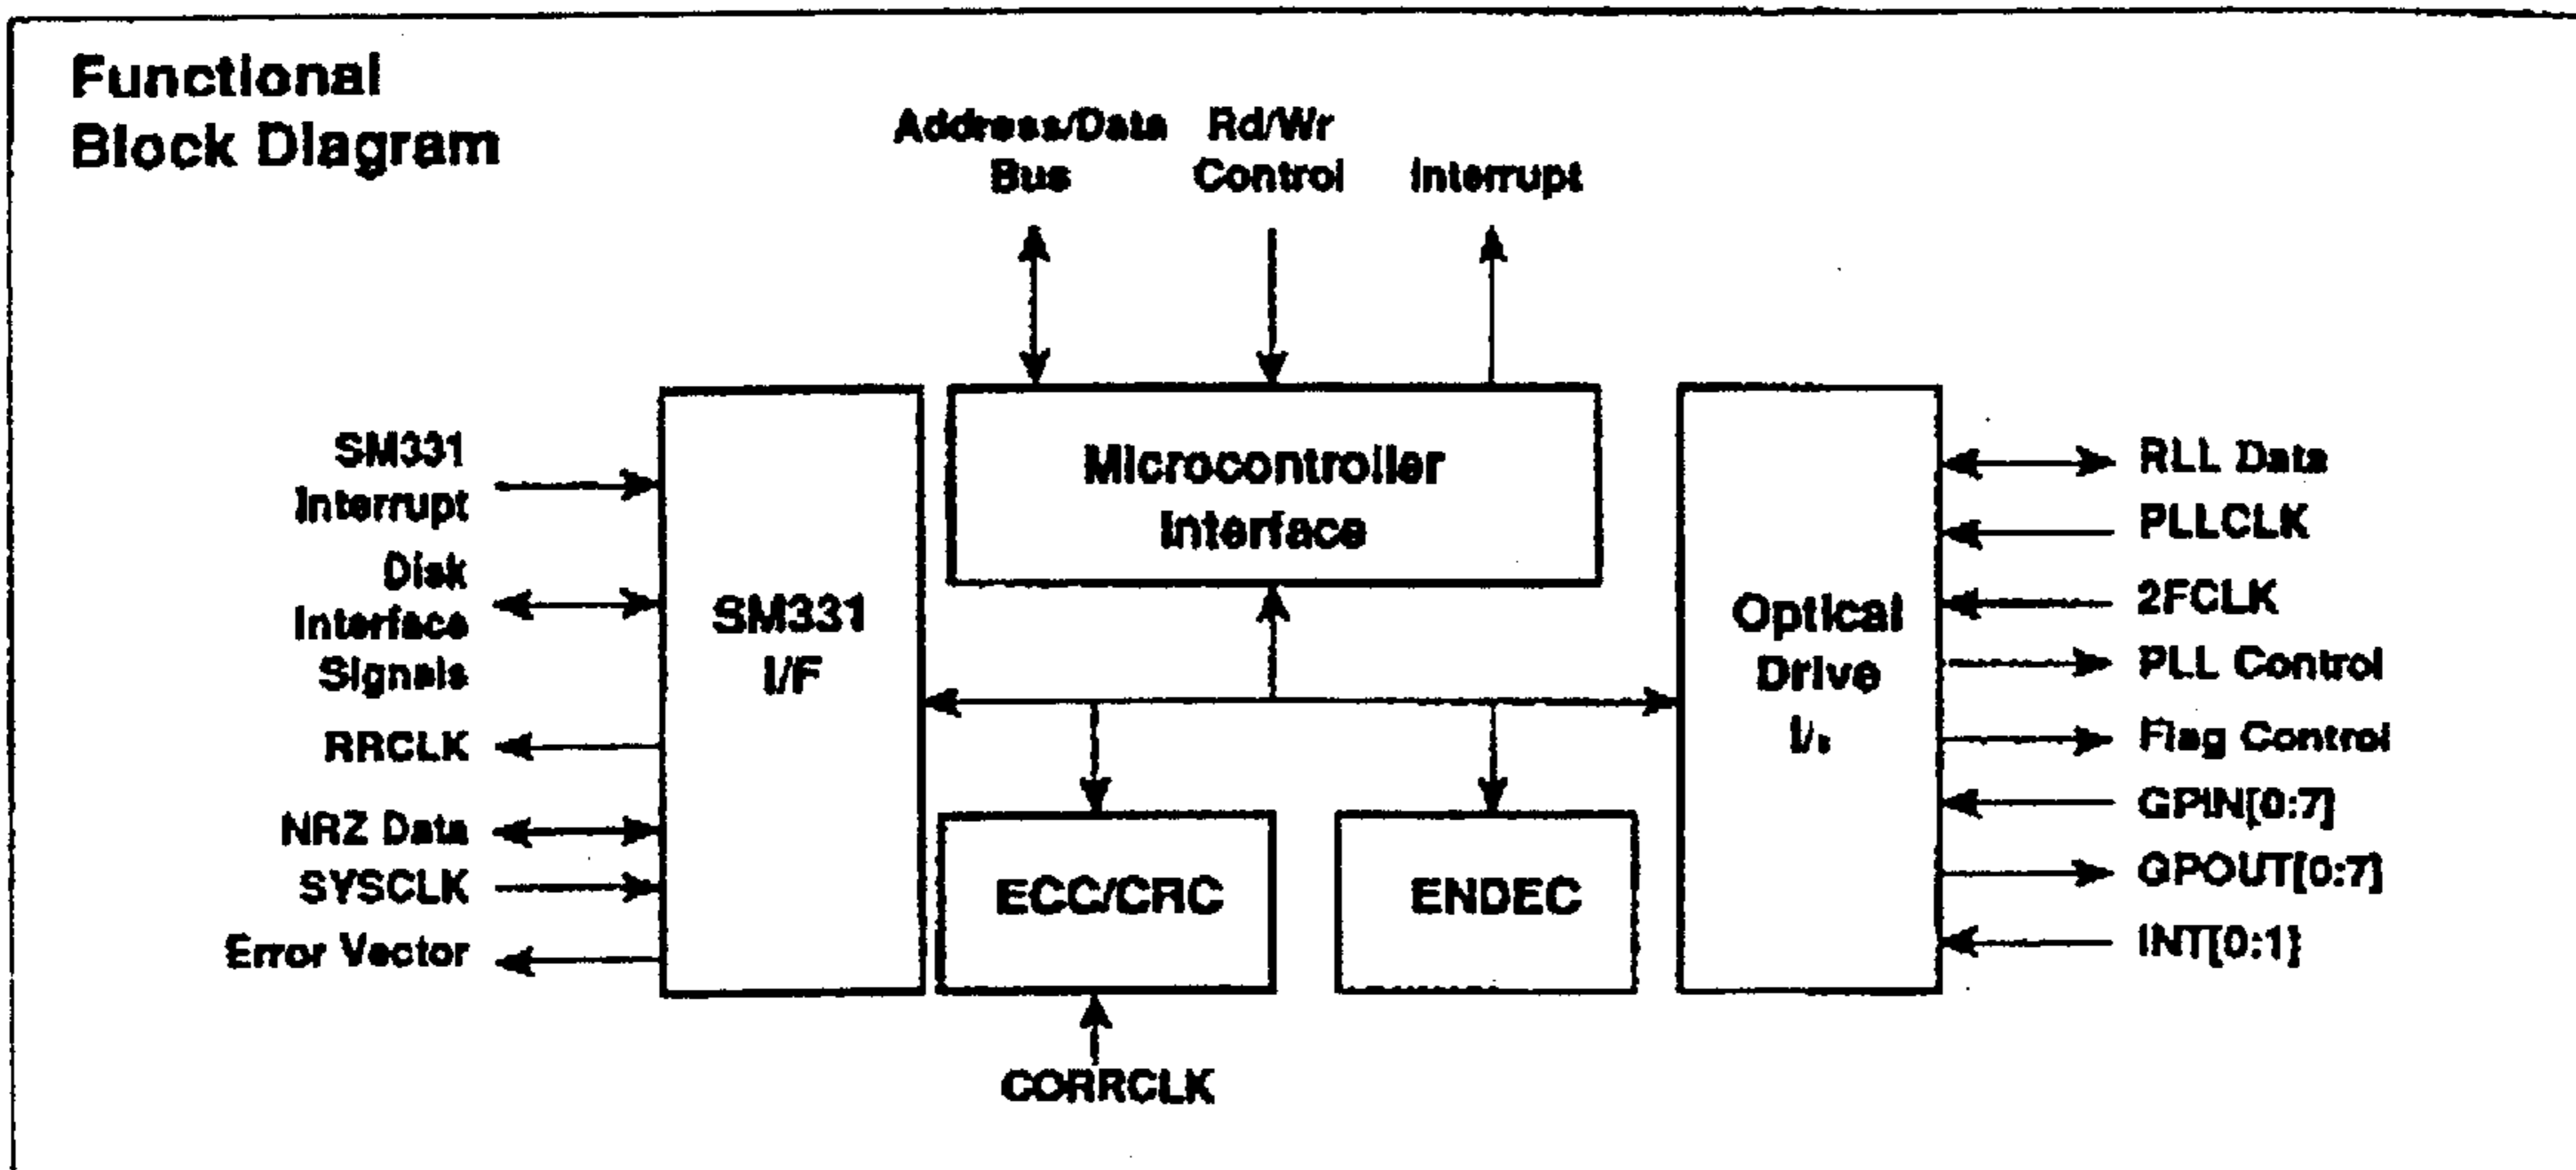 Functional
Block Diagram
Address/Data
Bus
Rd/Wr
Control
Interrupt
SM331
Interrupt
Disk
Interface
Signals
RRCLK
NRZ Data
SYSCLK
Error Vector
SM331
I/F
Microcontroller
Interface
ECC/CRC
ENDEC
CORRCLK
Optical
Drive
RLL Data
PLLCLK
2FCLK
PLL Control
Flag Control
GPIN[0:7]
GPOUT[0:7]
INT[0:1]